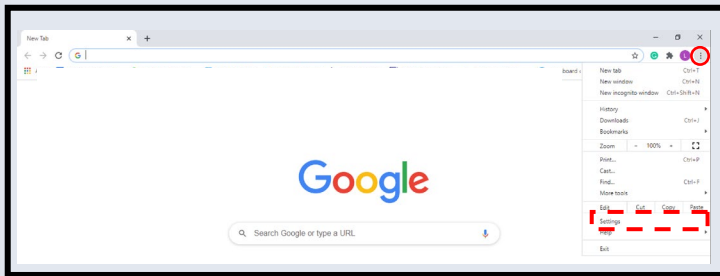 New Tab
G
board
New tab Ctrl+T
New window Ctrl+N
New incognito window Ctrl+Shift+N
History
Downloads Ctrl+J
Bookmarks
Zoom - 100% +
Print... Ctrl+P
Cast...
Find... Ctrl+F
More tools
Edit Cut Copy Paste
Settings
Help
Exit
Google
Search Google or type a URL